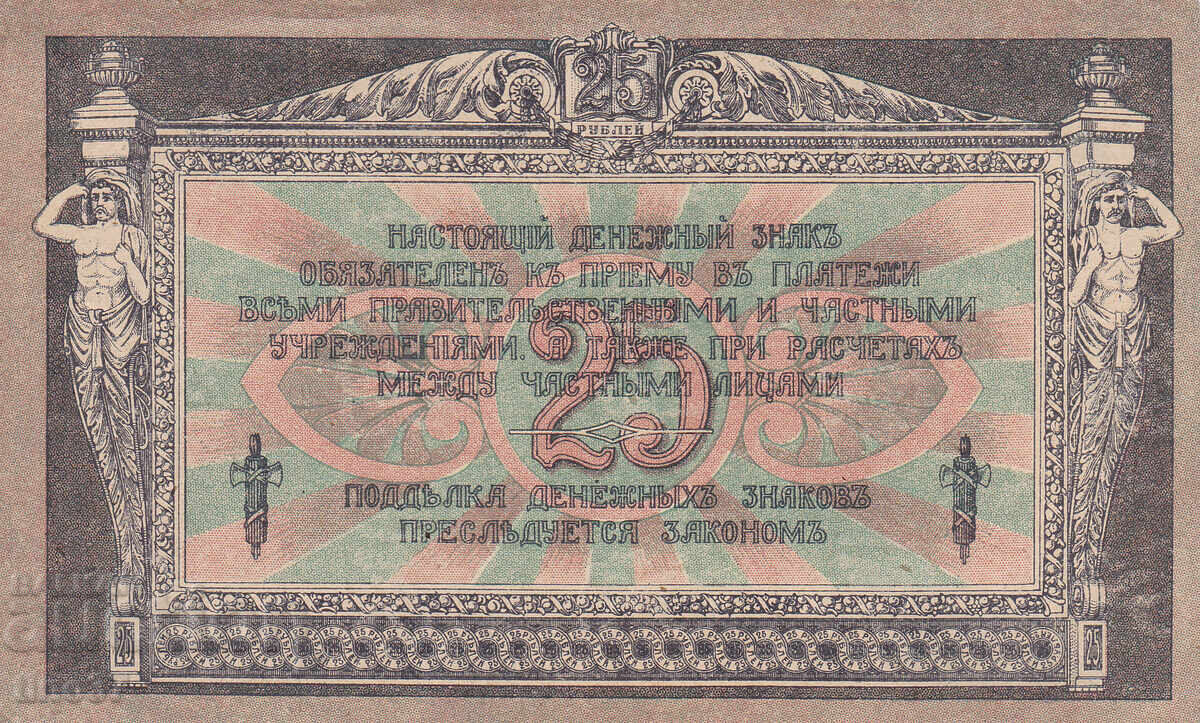 25
РУБЛЕЙ
НАСТОЯЩІЙ ДЕНЕЖНЫЙ ЗНАКЪ
ОБЯЗАТЕЛЕНЪ КЪ ПРІЕМУ ВЪ ПЛАТЕЖИ
ВСѢМИ ПРАВИТЕЛЬСТВЕННЫМИ И ЧАСТНЫМИ
УЧРЕЖДЕНІЯМИ. А ТАКЖЕ ПРИ РАСЧЕТАХЪ
МЕЖДУ ЧАСТНЫМИ ЛИЦАМИ
25
ПОДДѢЛКА ДЕНЕЖНЫХЪ ЗНАКОВЪ
ПРЕСЛѢДУЕТСЯ ЗАКОНОМЪ
25
25